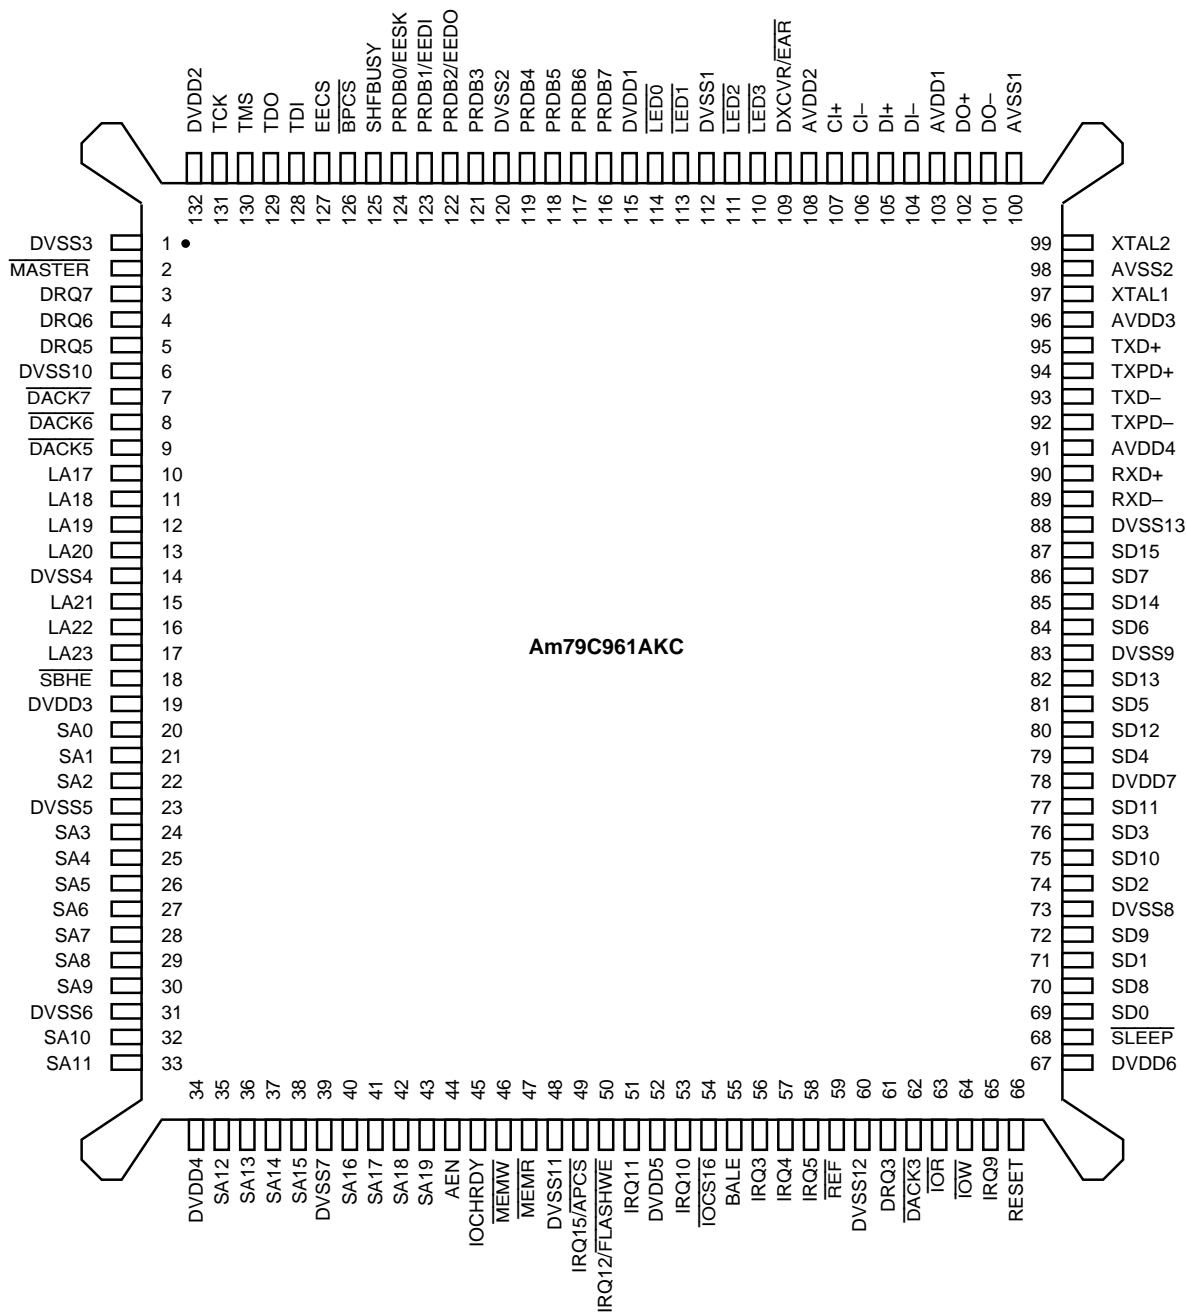 DVDD2
TCK
TMS
TDO
TDI
EECS
BPCS
SHFBUSY
PRDB0/EESK
PRDB1/EEDI
PRDB2/EEDO
PRDB3
DVSS2
PRDB4
PRDB5
PRDB6
PRDB7
DVDD1
LED0
LED1
DVSS1
LED2
LED3
DXCVR/EAR
AVDD2
CI+
CI–
DI+
DI–
AVDD1
DO+
DO–
AVSS1
132
131
130
129
128
127
126
125
124
123
122
121
120
119
118
117
116
115
114
113
112
111
110
109
108
107
106
105
104
103
102
101
100
DVSS3 1
MASTER 2
DRQ7 3
DRQ6 4
DRQ5 5
DVSS10 6
DACK7 7
DACK6 8
DACK5 9
LA17 10
LA18 11
LA19 12
LA20 13
DVSS4 14
LA21 15
LA22 16
LA23 17
SBHE 18
DVDD3 19
SA0 20
SA1 21
SA2 22
DVSS5 23
SA3 24
SA4 25
SA5 26
SA6 27
SA7 28
SA8 29
SA9 30
DVSS6 31
SA10 32
SA11 33
Am79C961AKC
99 XTAL2
98 AVSS2
97 XTAL1
96 AVDD3
95 TXD+
94 TXPD+
93 TXD–
92 TXPD–
91 AVDD4
90 RXD+
89 RXD–
88 DVSS13
87 SD15
86 SD7
85 SD14
84 SD6
83 DVSS9
82 SD13
81 SD5
80 SD12
79 SD4
78 DVDD7
77 SD11
76 SD3
75 SD10
74 SD2
73 DVSS8
72 SD9
71 SD1
70 SD8
69 SD0
68 SLEEP
67 DVDD6
34
35
36
37
38
39
40
41
42
43
44
45
46
47
48
49
50
51
52
53
54
55
56
57
58
59
60
61
62
63
64
65
66
DVDD4
SA12
SA13
SA14
SA15
DVSS7
SA16
SA17
SA18
SA19
AEN
IOCHRDY
MEMW
MEMR
DVSS11
IRQ15/APCS
IRQ12/FLASHWE
IRQ11
DVDD5
IRQ10
IOCS16
BALE
IRQ3
IRQ4
IRQ5
REF
DVSS12
DRQ3
DACK3
IOR
IOW
IRQ9
RESET